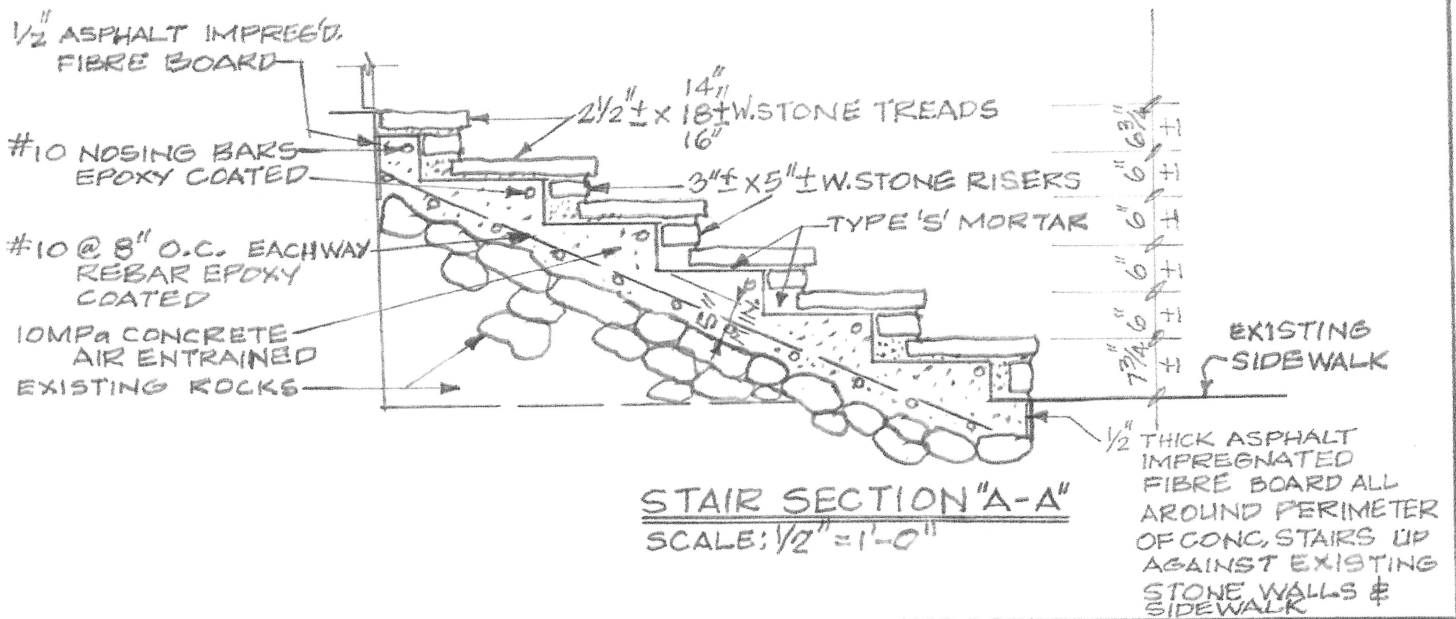 1/2" ASPHALT IMPREG'D.
FIBRE BOARD
#10 NOSING BARS
EPOXY COATED
#10 @ 8" O.C. EACHWAY
REBAR EPOXY
COATED
10MPa CONCRETE
AIR ENTRAINED
EXISTING ROCKS
14"
2 1/2" ± x 18"± W.STONE TREADS
16"
3"± x 5"± W.STONE RISERS
TYPE 'S' MORTAR
5"
MIN.
6 3/4" ±
6" ±
6" ±
6" ±
6" ±
7 3/4" ±
EXISTING
SIDEWALK
1/2" THICK ASPHALT
IMPREGNATED
FIBRE BOARD ALL
AROUND PERIMETER
OF CONC, STAIRS UP
AGAINST EXISTING
STONE WALLS &
SIDEWALK
STAIR SECTION "A-A"
SCALE: 1/2" = 1'-0"